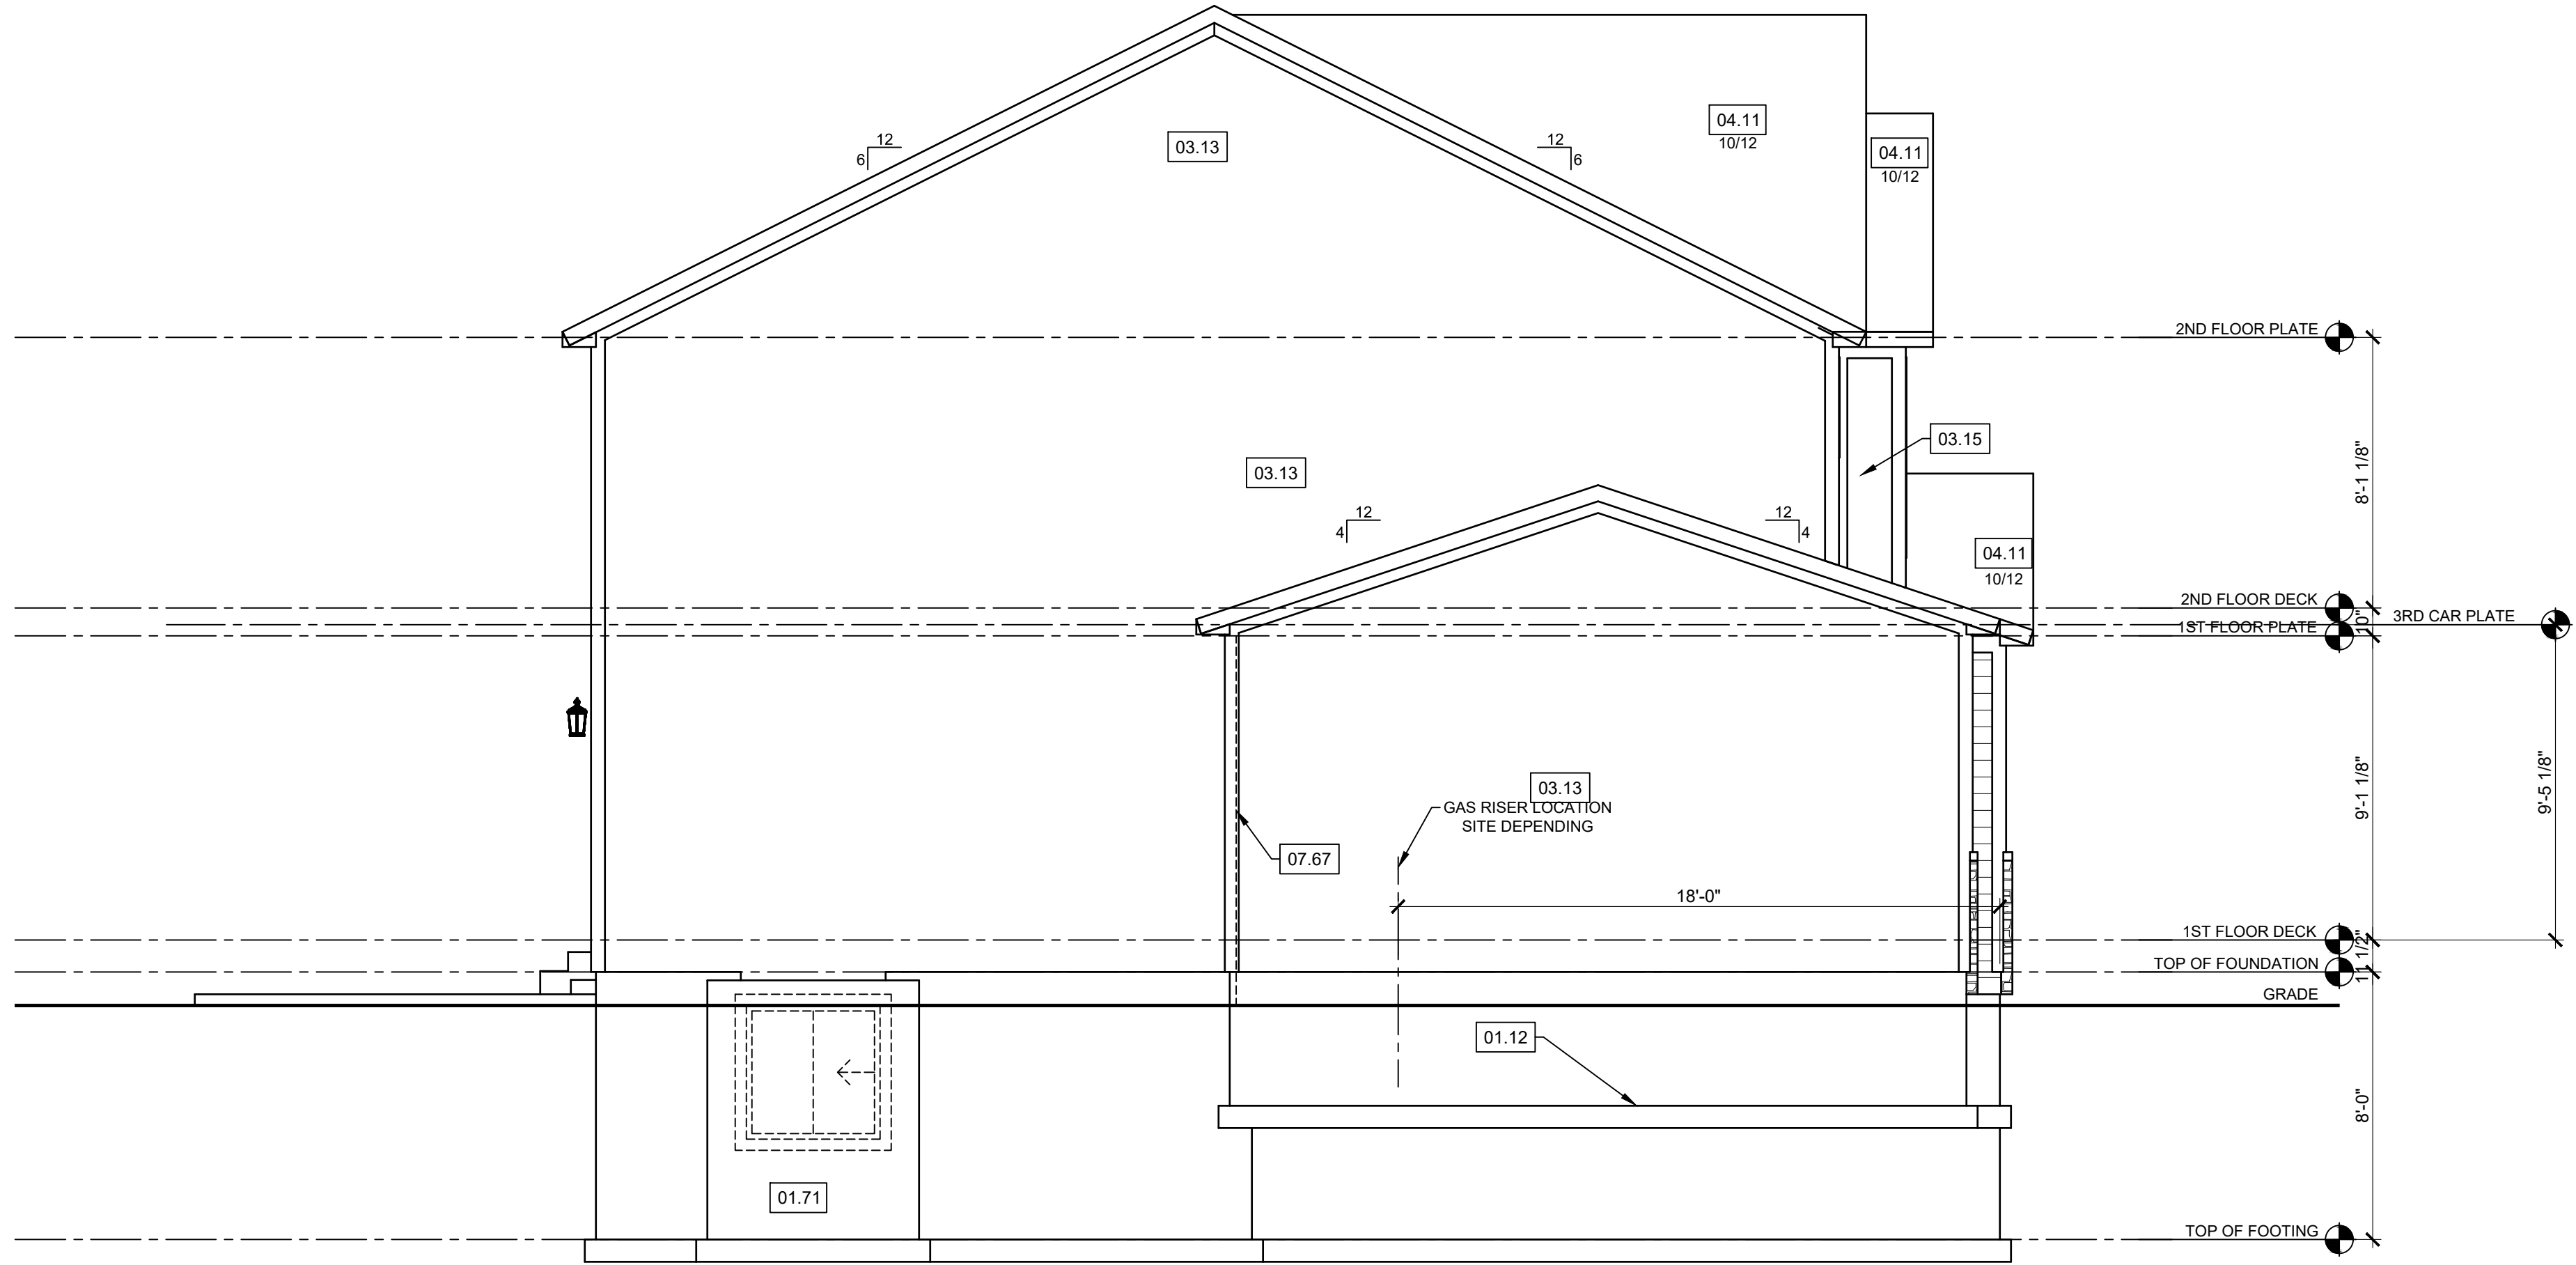 12
6
03.13
12
6
04.11
10/12
04.11
10/12
2ND FLOOR PLATE
03.15
03.13
8'-1 1/8"
12
4
12
4
04.11
10/12
2ND FLOOR DECK
10"
3RD CAR PLATE
1ST FLOOR PLATE
03.13
GAS RISER LOCATION
SITE DEPENDING
9'-1 1/8"
9'-5 1/8"
07.67
18'-0"
1ST FLOOR DECK
11 1/2"
TOP OF FOUNDATION
GRADE
01.12
8'-0"
01.71
TOP OF FOOTING